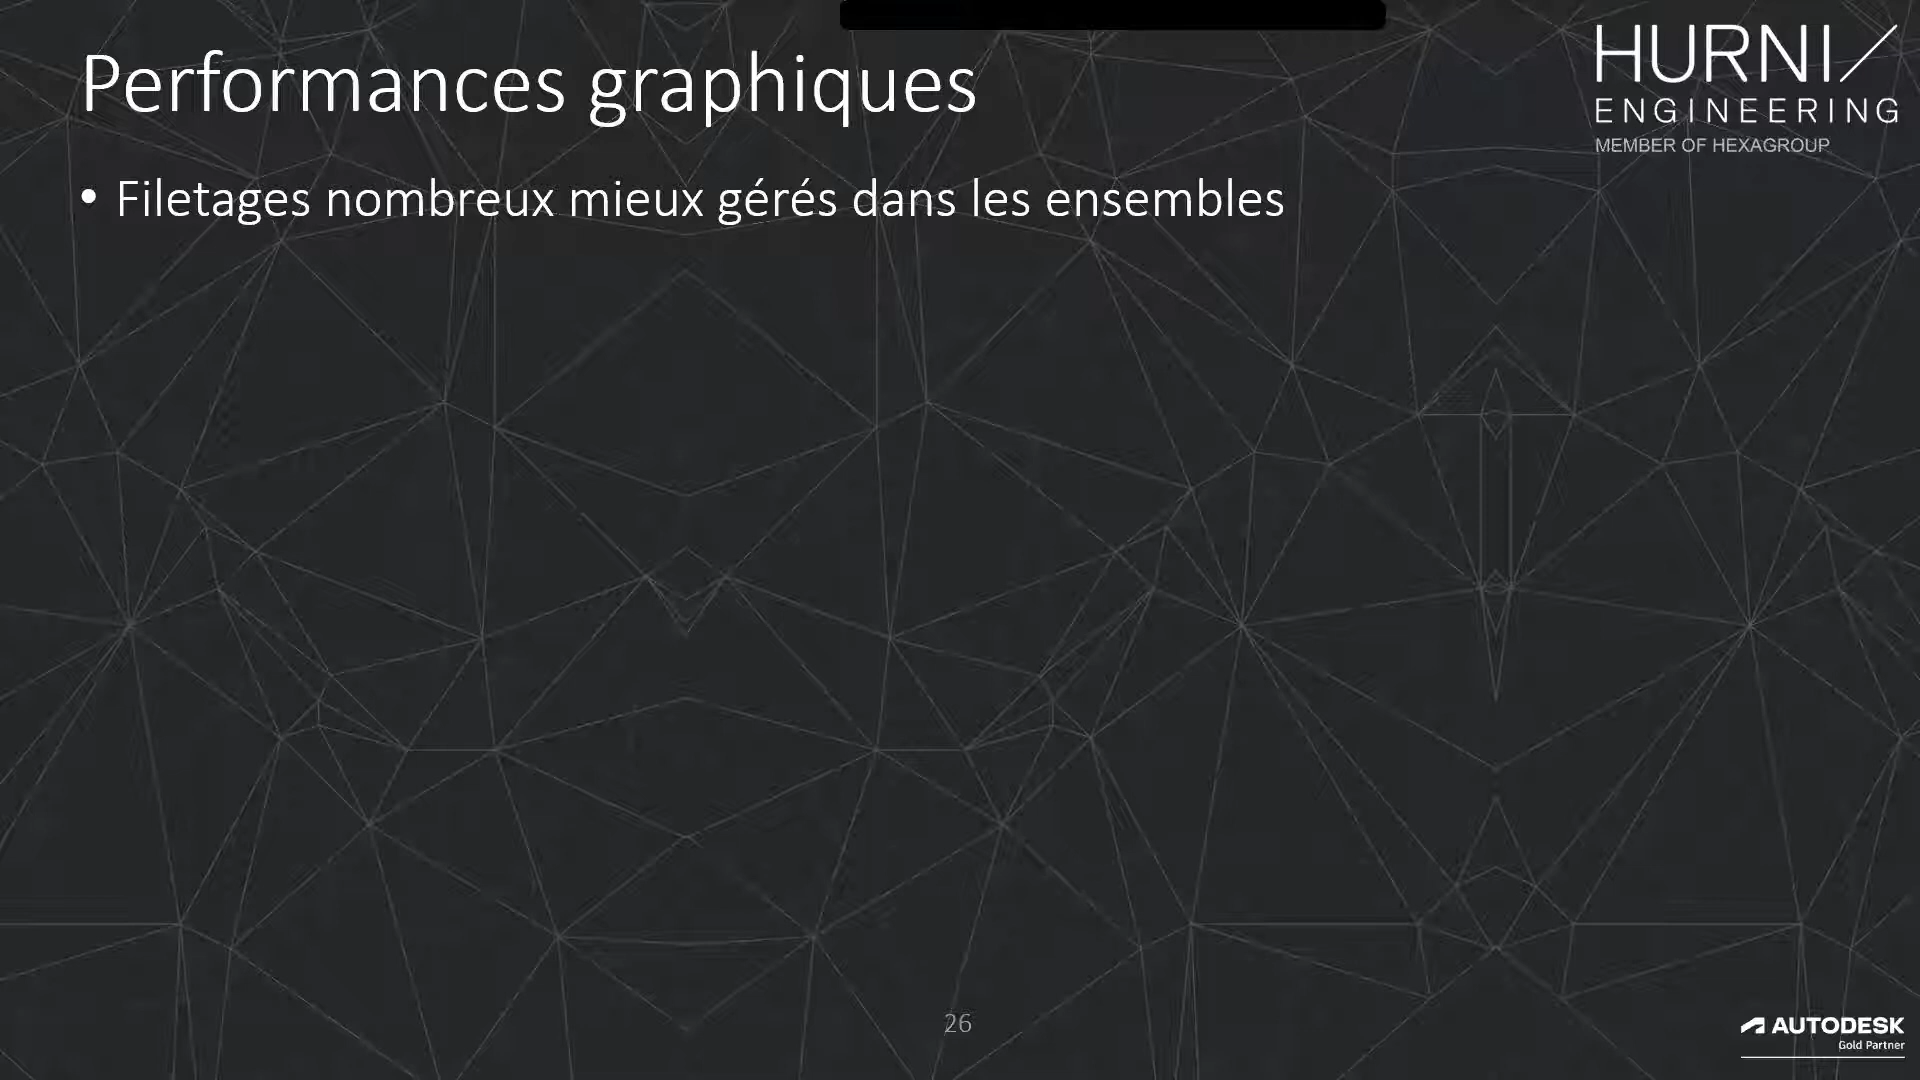 Performances graphiques
HURNI
ENGINEERING
MEMBER OF HEXAGROUP
• Filetages nombreux mieux gérés dans les ensembles
26
AUTODESK
Gold Partner